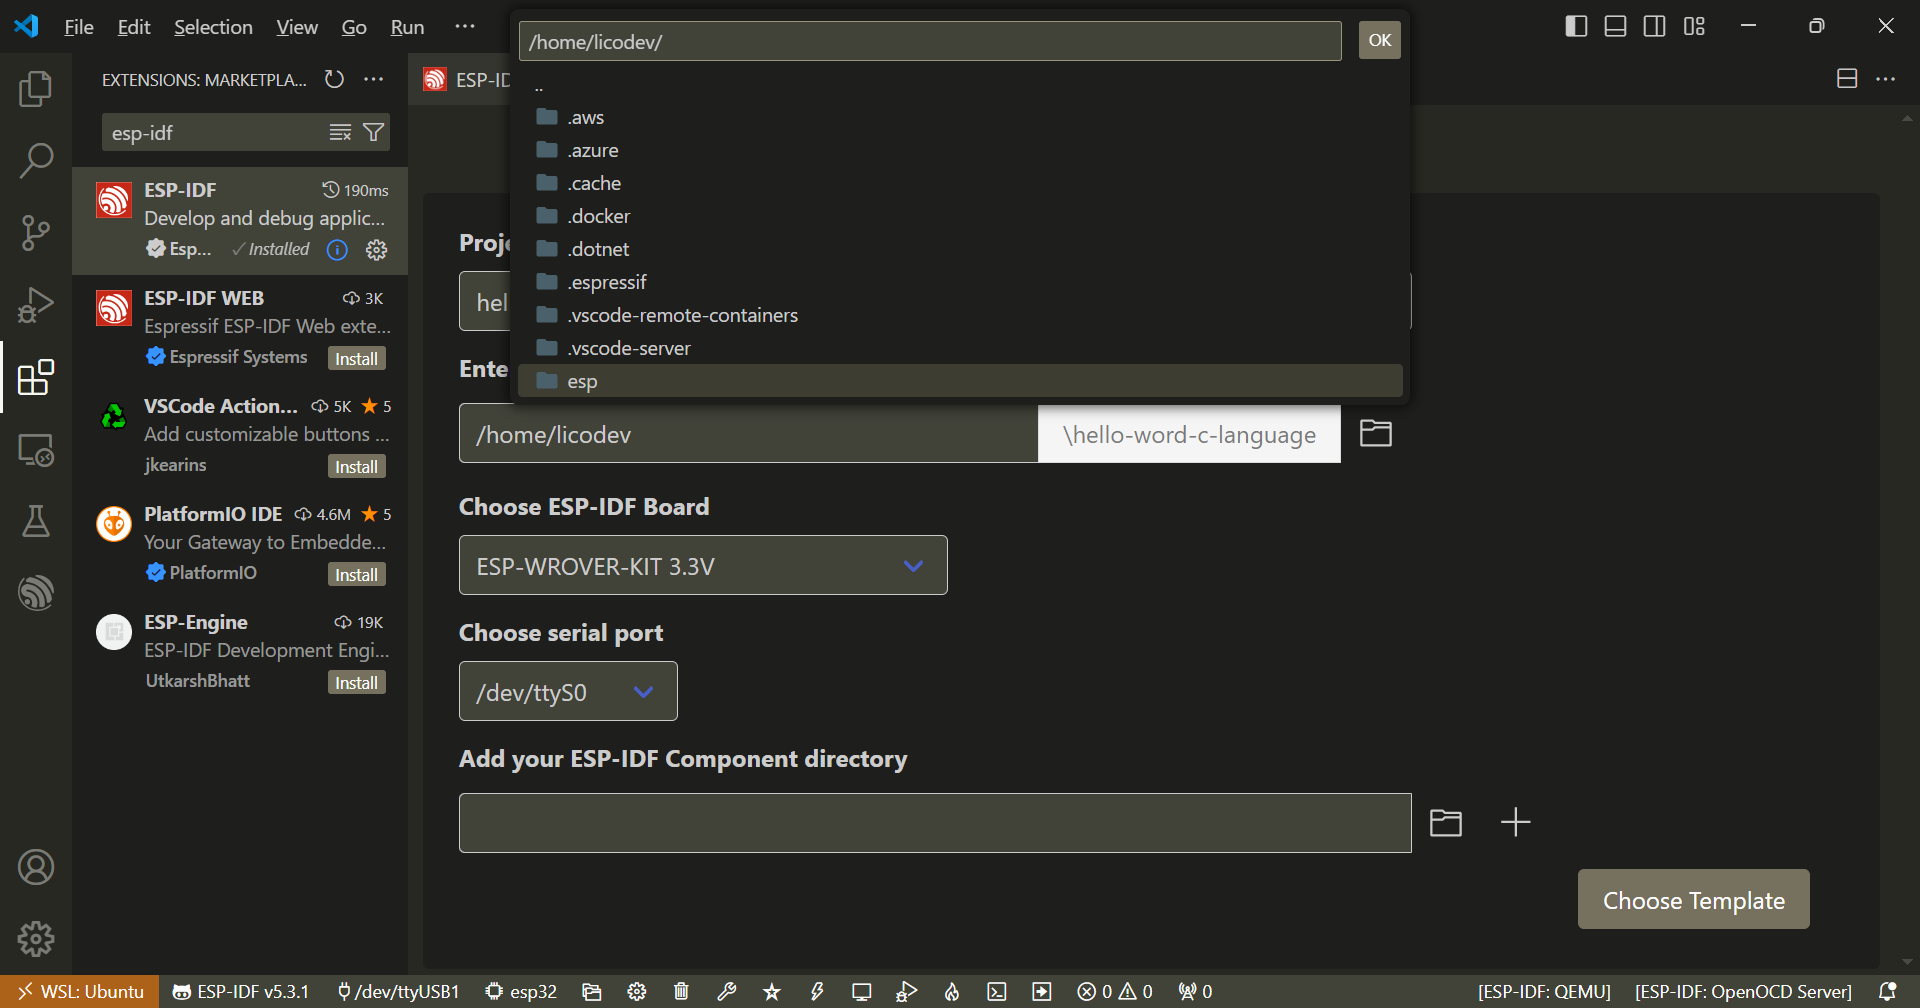 File Edit Selection View Go Run ···
/home/licodev/
OK
EXTENSIONS: MARKETPLA...
ESP-ID
..
.aws
.azure
.cache
.docker
.dotnet
.espressif
.vscode-remote-containers
.vscode-server
esp
esp-idf
ESP-IDF 190ms
Develop and debug applic...
Esp... ✓Installed
ESP-IDF WEB 3K
Espressif ESP-IDF Web exte...
Espressif Systems Install
VSCode Action... 5K ★ 5
Add customizable buttons ...
jkearins Install
PlatformIO IDE 4.6M ★ 5
Your Gateway to Embedde...
PlatformIO Install
ESP-Engine 19K
ESP-IDF Development Engi...
UtkarshBhatt Install
Proje
hel
Ente
/home/licodev \hello-word-c-language
Choose ESP-IDF Board
ESP-WROVER-KIT 3.3V
Choose serial port
/dev/ttyS0
Add your ESP-IDF Component directory
Choose Template
WSL: Ubuntu ESP-IDF v5.3.1 /dev/ttyUSB1 esp32 0 0 0 [ESP-IDF: QEMU] [ESP-IDF: OpenOCD Server]